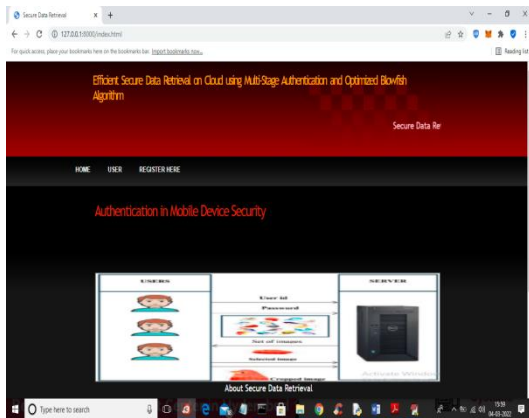 Secure Data Retrieval
127.0.0.1:8000/index.html
For quick access, place your bookmarks here on the bookmarks bar. Import bookmarks now...
Reading list
Efficient Secure Data Retrieval on Cloud using Multi-Stage Authentication and Optimized Blowfish
Algorithm
Secure Data Re
HOME USER REGISTER HERE
Authentication in Mobile Device Security
USERS
SERVER
User Id
Password
Set of images
Selected image
Cropped image
Activate Windo
About Secure Data Retrieval
Type here to search
15:59
04-03-2022